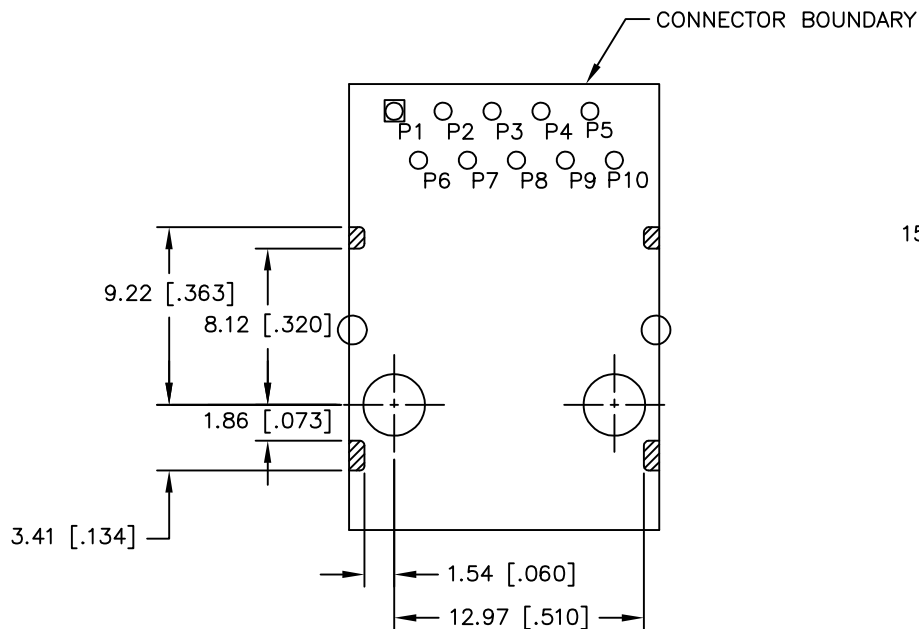 CONNECTOR BOUNDARY
P1 P2 P3 P4 P5
P6 P7 P8 P9 P10
15
9.22 [.363]
8.12 [.320]
1.86 [.073]
3.41 [.134]
1.54 [.060]
12.97 [.510]